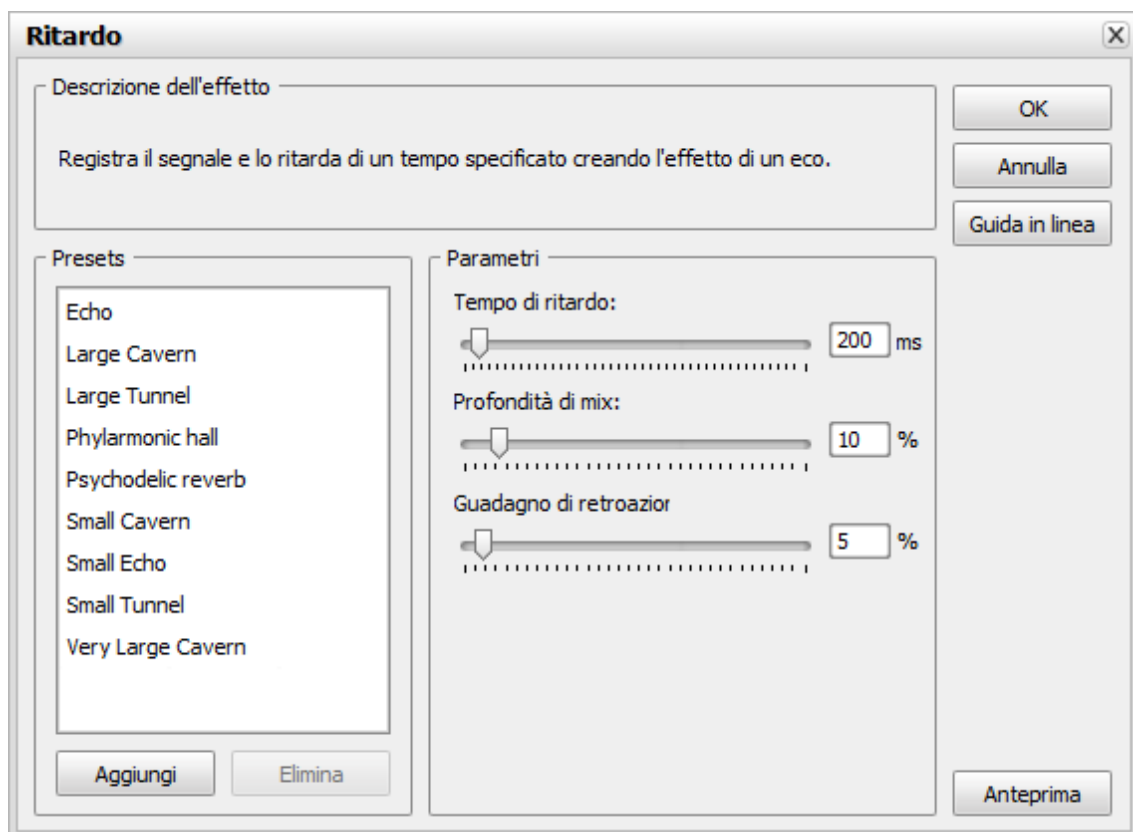 Ritardo
Descrizione dell'effetto
Registra il segnale e lo ritarda di un tempo specificato creando l'effetto di un eco.
OK
Annulla
Guida in linea
Presets
Echo
Large Cavern
Large Tunnel
Phylarmonic hall
Psychodelic reverb
Small Cavern
Small Echo
Small Tunnel
Very Large Cavern
Aggiungi
Elimina
Parametri
Tempo di ritardo:
200 ms
Profondità di mix:
10 %
Guadagno di retroazior
5 %
Anteprima